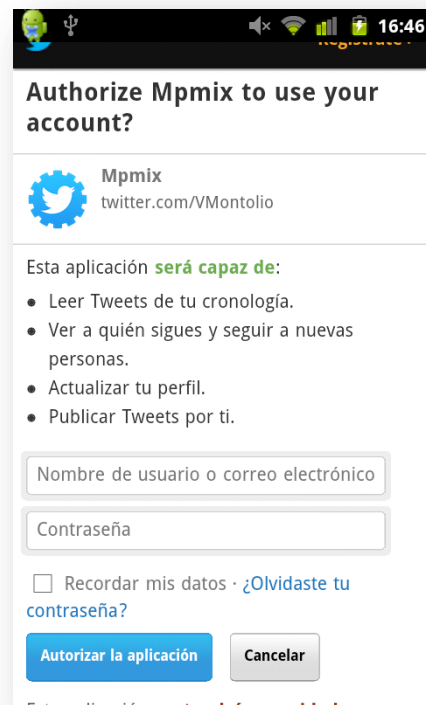 16:46
Authorize Mpmix to use your
account?
Mpmix
twitter.com/VMontolio
Esta aplicación será capaz de:
• Leer Tweets de tu cronología.
• Ver a quién sigues y seguir a nuevas
personas.
• Actualizar tu perfil.
• Publicar Tweets por ti.
Nombre de usuario o correo electrónico
Contraseña
Recordar mis datos · ¿Olvidaste tu
contraseña?
Autorizar la aplicación
Cancelar